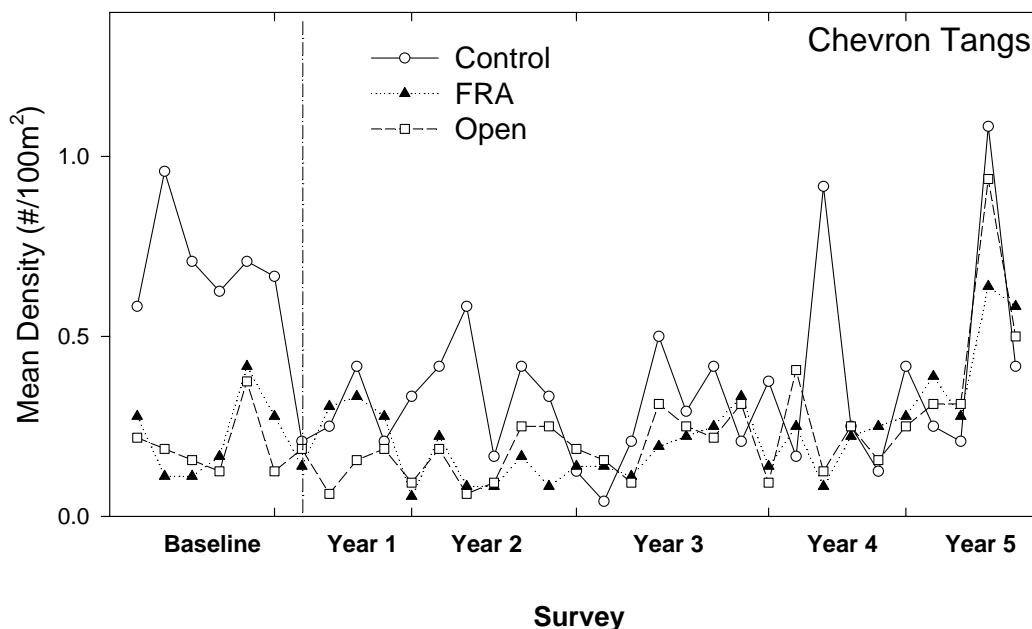 Chevron Tangs
Control
FRA
Open
Mean Density (#/100m²)
1.0
0.5
0.0
Baseline Year 1 Year 2 Year 3 Year 4 Year 5
Survey